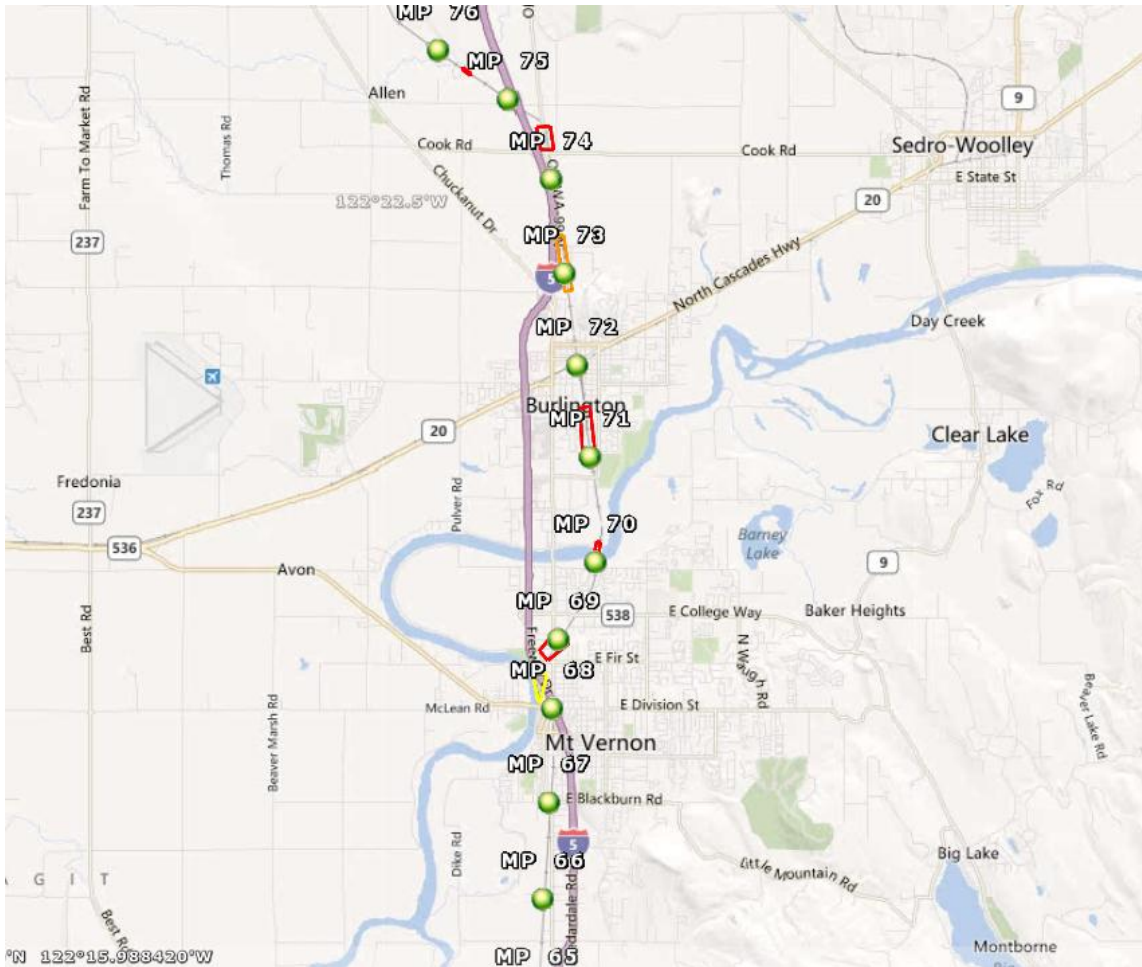 MP 76
MP 75
Allen
9
Farm To Market Rd
Thomas Rd
MP 74
Cook Rd
Cook Rd
Sedro-Woolley
E State St
20
122°22.5'W
Chuckanut Dr
237
MP 73
5
North Cascades Hwy
Day Creek
MP 72
Burlington
MP 71
20
Clear Lake
Fredonia
237
Pulver Rd
Fox Rd
MP 70
536
Barney
Lake
9
Avon
MP 69
538
E College Way
Baker Heights
Best Rd
E Fir St
N Waugh Rd
MP 68
McLean Rd
E Division St
Beaver Marsh Rd
Beaver Lake Rd
Mt Vernon
MP 67
E Blackburn Rd
Dike Rd
5
MP 66
Little Mountain Rd
Big Lake
A G I T
Best Rd
Montborne
°N 122°15.988420'W
MP 65